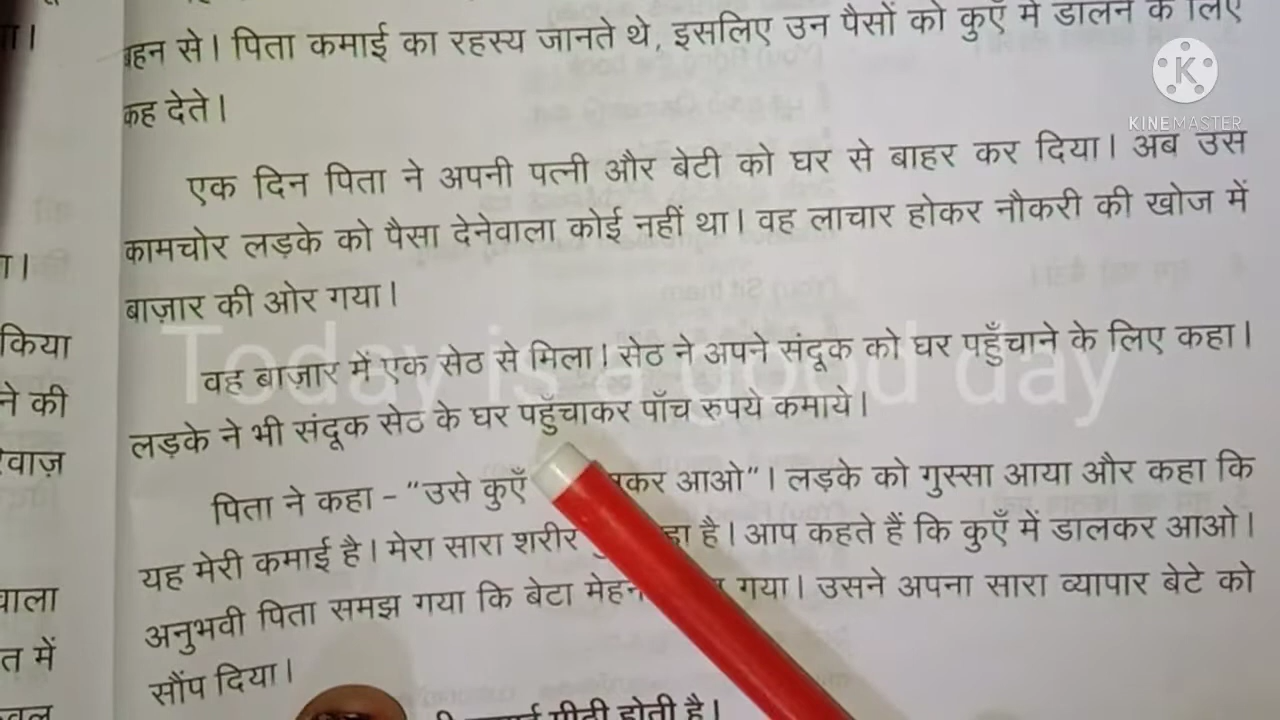 से। पिता कमाई का रहस्य जानते थे, इसलिए उन पैसों को कुएँ में डालने के लिए
कह देते।
एक दिन पिता ने अपनी पत्नी और बेटी को घर से बाहर कर दिया। अब उस
कामचोर लड़के को पैसा देनेवाला कोई नहीं था। वह लाचार होकर नौकरी की खोज में
बाज़ार की ओर गया।
वह बाज़ार में एक सेठ से मिला। सेठ ने अपने संदूक को घर पहुँचाने के लिए कहा।
लड़के ने भी संदूक सेठ के घर पहुँचाकर पाँच रुपये कमाये।
पिता ने कहा - "उसे कुएँ आओ"। लड़के को गुस्सा आया और कहा कि
यह मेरी कमाई है। मेरा सारा शरीर है। आप कहते हैं कि कुएँ में डालकर आओ।
अनुभवी पिता समझ गया कि बेटा गया। उसने अपना सारा व्यापार बेटे को
सौंप दिया।
मीठी होती है।
किया
ने की
में
K
KINEMASTER
Today is a good day